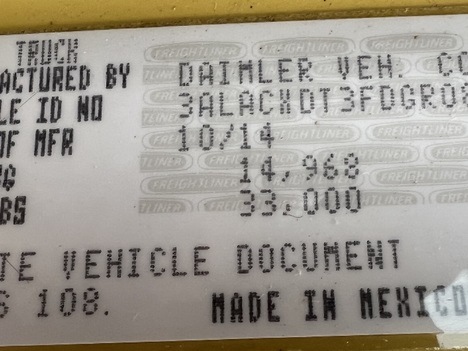 TRUCK
ACTURED BY DAIMLER VEH. CO
LE ID NO 3ALACXDT3FDGR08
OF MFR 10/14
14,968
BS 33,000
TE VEHICLE DOCUMENT
S 108. MADE IN MEXICO